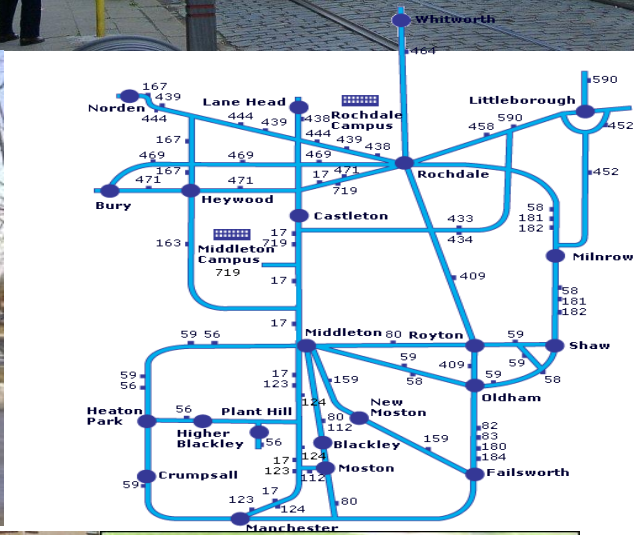 Whitworth
464
590
167
439
Norden
444
Lane Head
438
Rochdale
Campus
444
439
444
439
438
Littleborough
590
458
452
167
469
469
469
167
471
471
17
471
719
Rochdale
452
Bury
Heywood
Castleton
58
181
182
433
434
17
719
Middleton
Campus
719
163
17
409
Milnrow
58
181
182
17
59
56
Middleton
80
Royton
59
Shaw
59
56
17
123
159
59
58
409
59
59
58
Oldham
124
New
Moston
Heaton
Park
56
Plant Hill
80
112
Higher
Blackley
56
Blackley
159
82
83
180
184
124
17
123
112
Moston
Failsworth
Crumpsall
59
123
17
124
80
Manchester